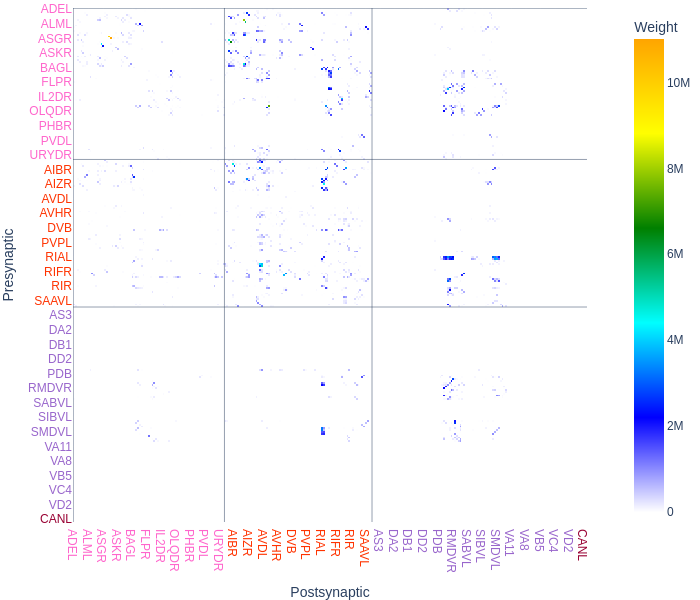 Weight
10M
8M
6M
4M
2M
0
Presynaptic
ADEL
ALML
ASGR
ASKR
BAGL
FLPR
IL2DR
OLQDR
PHBR
PVDL
URYDR
AIBR
AIZR
AVDL
AVHR
DVB
PVPL
RIAL
RIFR
RIR
SAAVL
AS3
DA2
DB1
DD2
PDB
RMDVR
SABVL
SIBVL
SMDVL
VA11
VA8
VB5
VC4
VD2
CANL
ADEL
ALML
ASGR
ASKR
BAGL
FLPR
IL2DR
OLQDR
PHBR
PVDL
URYDR
AIBR
AIZR
AVDL
AVHR
DVB
PVPL
RIAL
RIFR
RIR
SAAVL
AS3
DA2
DB1
DD2
PDB
RMDVR
SABVL
SIBVL
SMDVL
VA11
VA8
VB5
VC4
VD2
CANL
Postsynaptic